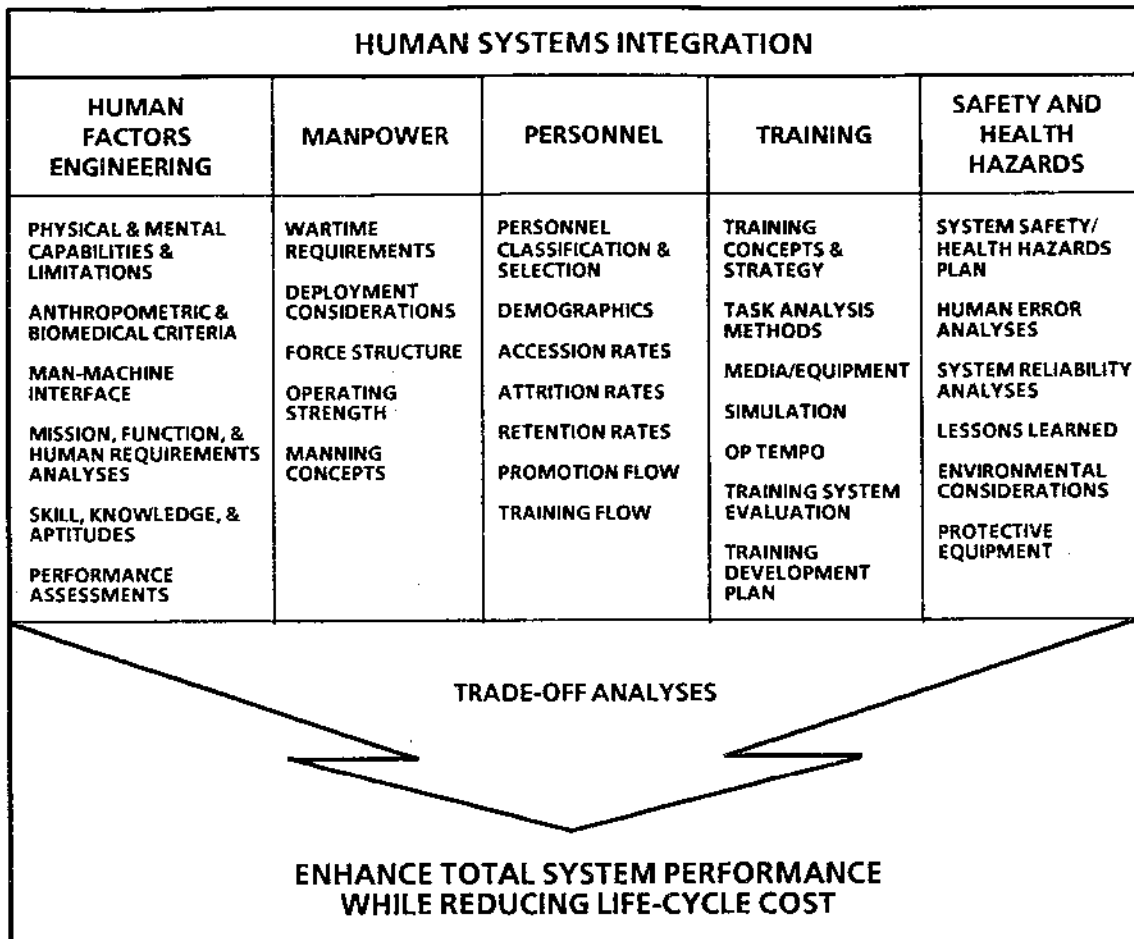 HUMAN SYSTEMS INTEGRATION
HUMAN
FACTORS
ENGINEERING
MANPOWER
PERSONNEL
TRAINING
SAFETY AND
HEALTH
HAZARDS
PHYSICAL & MENTAL
CAPABILITIES &
LIMITATIONS
ANTHROPOMETRIC &
BIOMEDICAL CRITERIA
MAN-MACHINE
INTERFACE
MISSION, FUNCTION, &
HUMAN REQUIREMENTS
ANALYSES
SKILL, KNOWLEDGE, &
APTITUDES
PERFORMANCE
ASSESSMENTS
WARTIME
REQUIREMENTS
DEPLOYMENT
CONSIDERATIONS
FORCE STRUCTURE
OPERATING
STRENGTH
MANNING
CONCEPTS
PERSONNEL
CLASSIFICATION &
SELECTION
DEMOGRAPHICS
ACCESSION RATES
ATTRITION RATES
RETENTION RATES
PROMOTION FLOW
TRAINING FLOW
TRAINING
CONCEPTS &
STRATEGY
TASK ANALYSIS
METHODS
MEDIA/EQUIPMENT
SIMULATION
OP TEMPO
TRAINING SYSTEM
EVALUATION
TRAINING
DEVELOPMENT
PLAN
SYSTEM SAFETY/
HEALTH HAZARDS
PLAN
HUMAN ERROR
ANALYSES
SYSTEM RELIABILITY
ANALYSES
LESSONS LEARNED
ENVIRONMENTAL
CONSIDERATIONS
PROTECTIVE
EQUIPMENT
TRADE-OFF ANALYSES
ENHANCE TOTAL SYSTEM PERFORMANCE
WHILE REDUCING LIFE-CYCLE COST